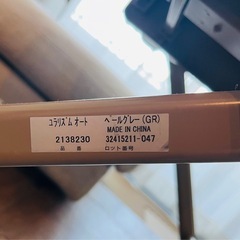 ユラリズム オート ペールグレー(GR)
MADE IN CHINA
2138230 32415211-047
品番 ロット番号